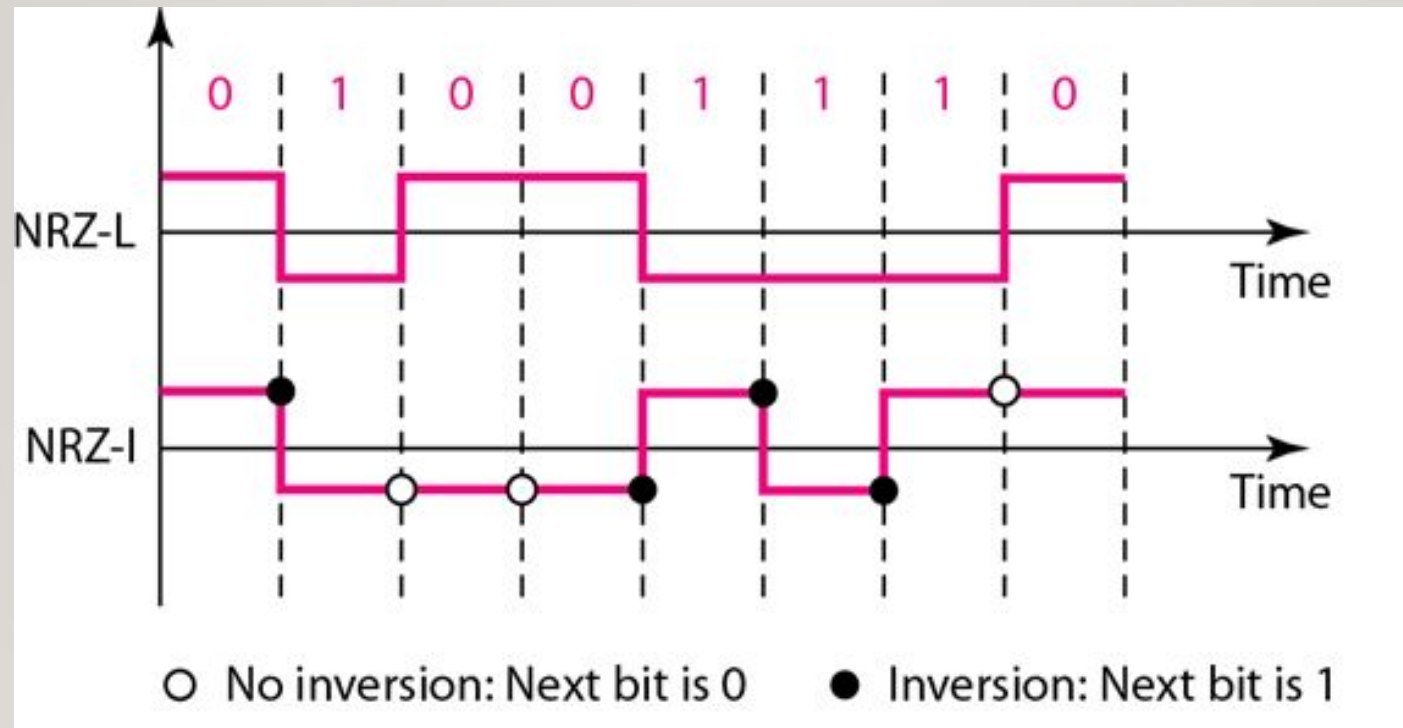 0 1 0 0 1 1 1 0
NRZ-L
Time
NRZ-I
Time
No inversion: Next bit is 0 Inversion: Next bit is 1